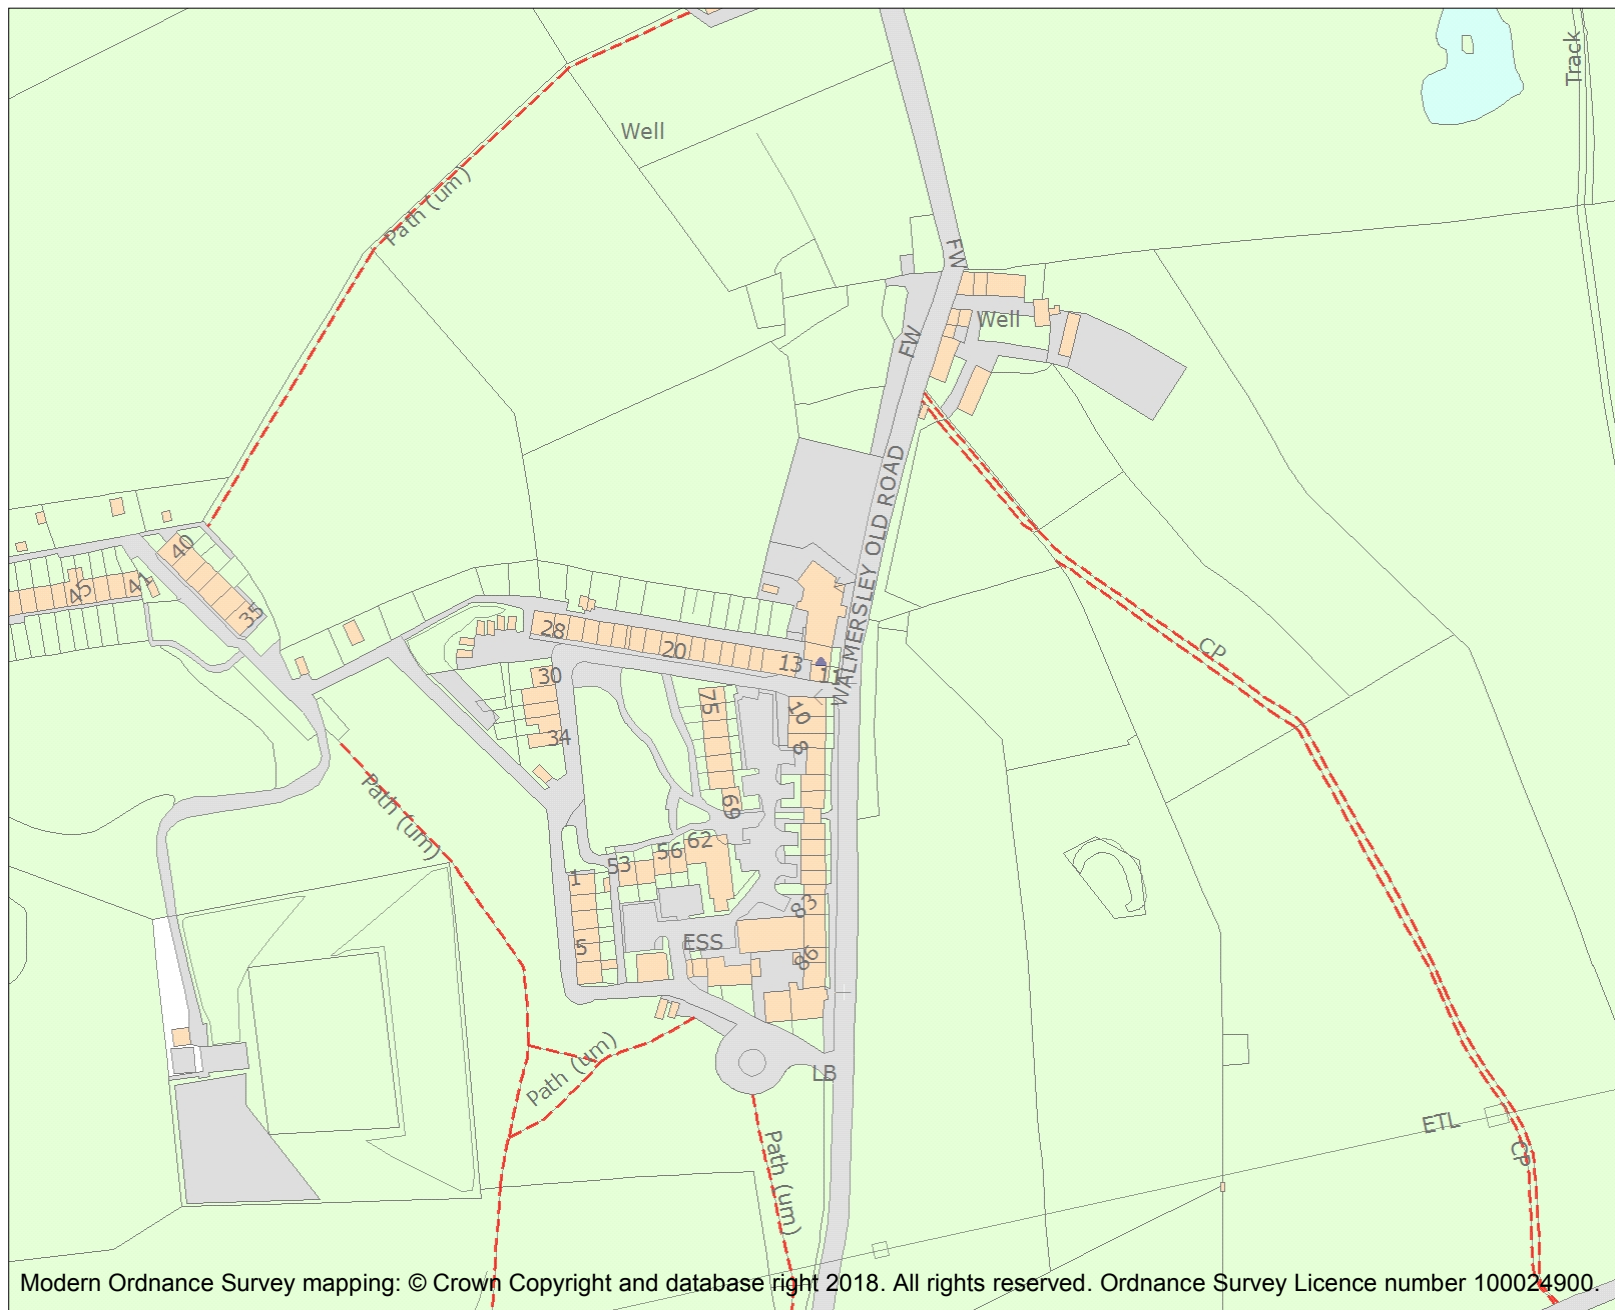 Track
Well
Path (um)
FW
Well
FW
WALMERSLEY OLD ROAD
40
41
45
35
28
20
13
11
CP
30
75
10
34
8
Path (um)
69
62
56
53
1
83
5
ESS
86
Path (um)
LB
ETL
CP
Path (um)
Modern Ordnance Survey mapping: © Crown Copyright and database right 2018. All rights reserved. Ordnance Survey Licence number 100024900.